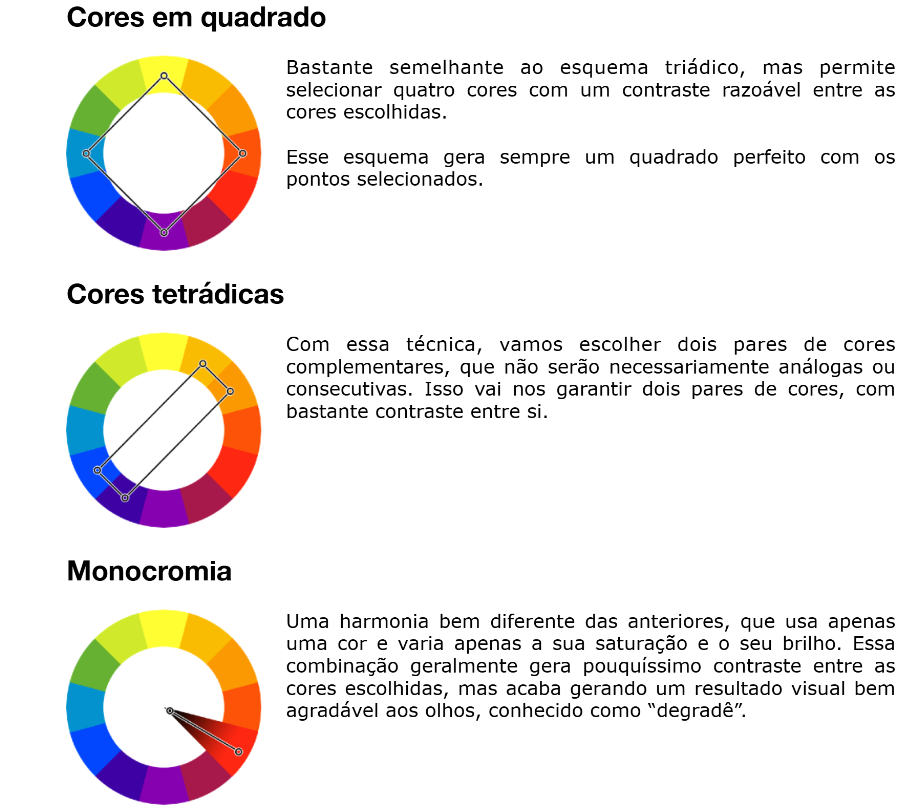 Cores em quadrado
Bastante semelhante ao esquema triádico, mas permite
selecionar quatro cores com um contraste razoável entre as
cores escolhidas.
Esse esquema gera sempre um quadrado perfeito com os
pontos selecionados.
Cores tetrádicas
Com essa técnica, vamos escolher dois pares de cores
complementares, que não serão necessariamente análogas ou
consecutivas. Isso vai nos garantir dois pares de cores, com
bastante contraste entre si.
Monocromia
Uma harmonia bem diferente das anteriores, que usa apenas
uma cor e varia apenas a sua saturação e o seu brilho. Essa
combinação geralmente gera pouquíssimo contraste entre as
cores escolhidas, mas acaba gerando um resultado visual bem
agradável aos olhos, conhecido como “degradê”.